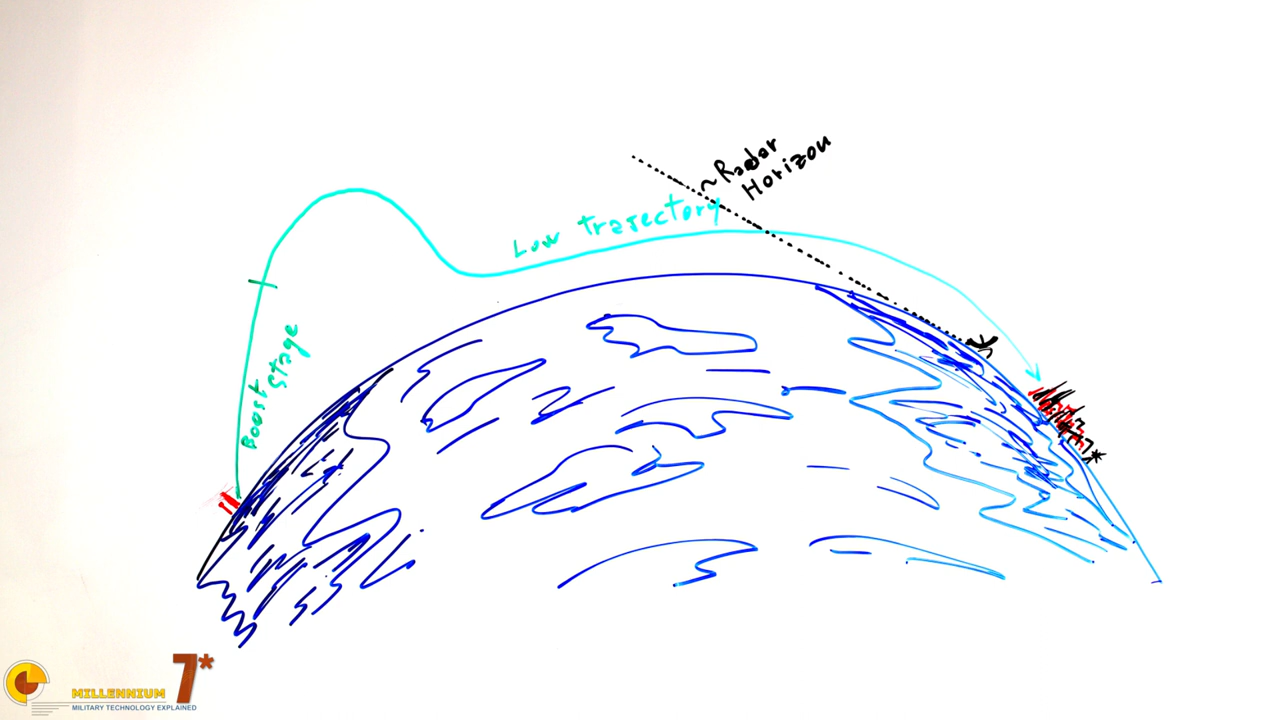 ~Radar
Horizon
Low trajectory
Boost stage
7*
MILLENNIUM
MILITARY TECHNOLOGY EXPLAINED